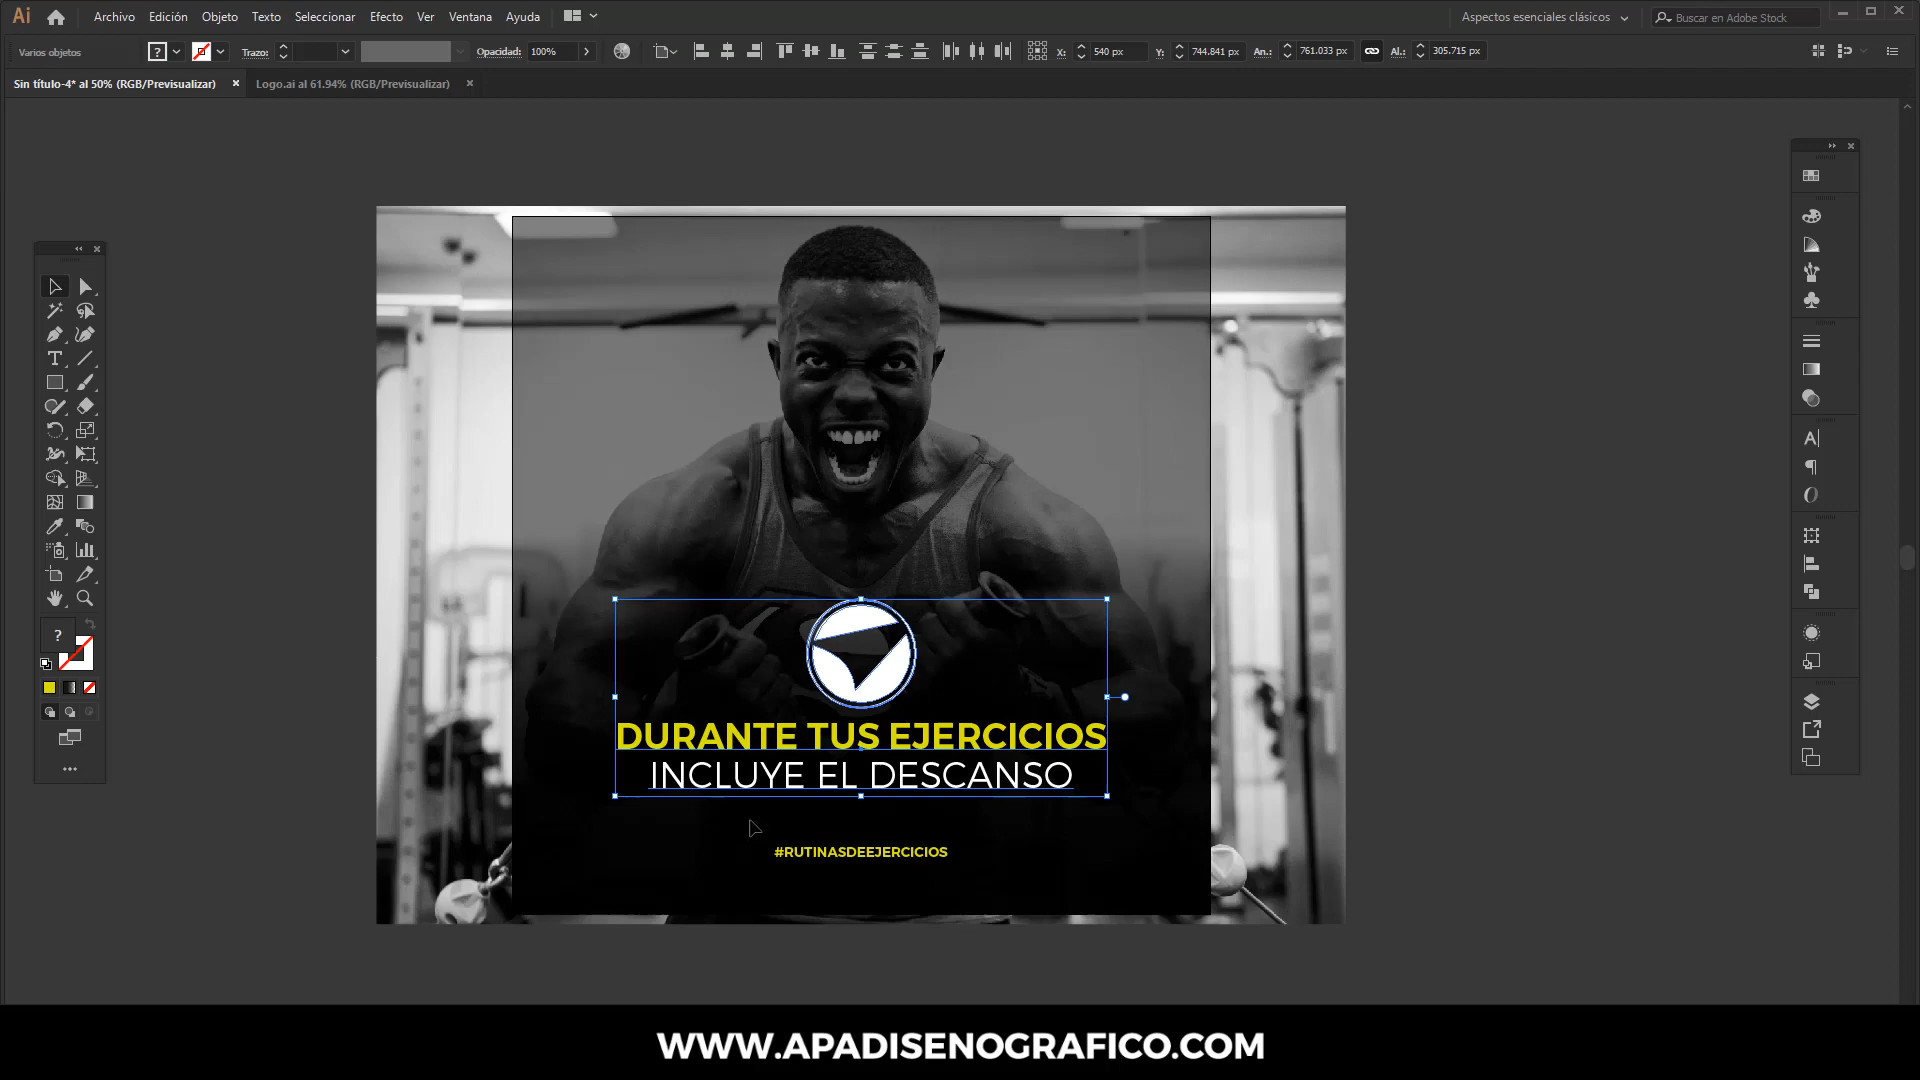 Ai Archivo Edición Objeto Texto Seleccionar Efecto Ver Ventana Ayuda Aspectos esenciales clásicos Buscar en Adobe Stock
Varios objetos ? Trazo: Opacidad: 100% X: 540 px Y: 744.841 px An.: 761.033 px Al.: 305.715 px
Sin título-4* al 50% (RGB/Previsualizar) × Logo.ai al 61.94% (RGB/Previsualizar) ×
?
DURANTE TUS EJERCICIOS
INCLUYE EL DESCANSO
#RUTINASDEEJERCICIOS
WWW.APADISENOGRAFICO.COM